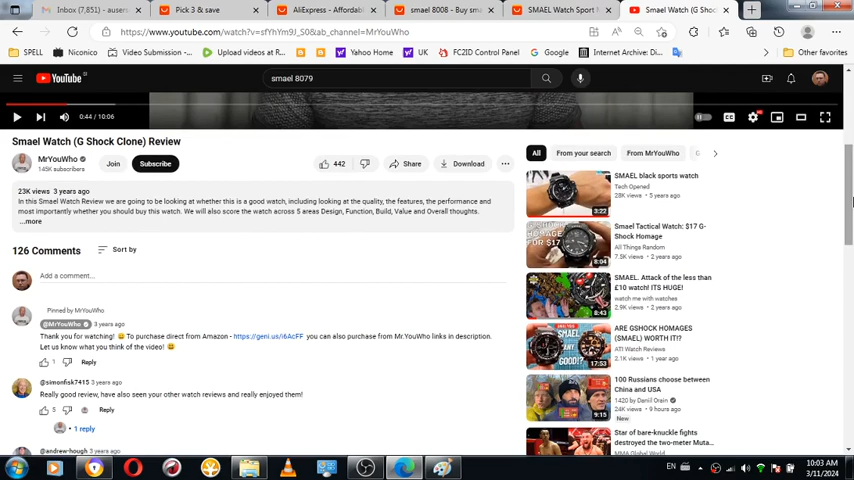 Inbox (7,851) - ausere
Pick 3 & save
AliExpress - Affordabl
smael 8008 - Buy sma
SMAEL Watch Sport M
Smael Watch (G Shoc
https://www.youtube.com/watch?v=sfYhYm9J_S0&ab_channel=MrYouWho
SPELL
Niconico
Video Submission -...
Upload videos at R...
Yahoo Home
UK
FC2ID Control Panel
Google
Internet Archive: Di...
Other favorites
YouTube
smael 8079
0:44 / 10:06
Smael Watch (G Shock Clone) Review
MrYouWho
145K subscribers
Join
Subscribe
442
Share
Download
23K views 3 years ago
In this Smael Watch Review we are going to be looking at whether this is a good watch, including looking at the quality, the features, the performance and
most importantly whether you should buy this watch. We will also score the watch across 5 areas Design, Function, Build, Value and Overall thoughts.
...more
126 Comments
Sort by
Add a comment...
Pinned by MrYouWho
@MrYouWho 3 years ago
Thank you for watching! 😀 To purchase direct from Amazon - https://geni.us/i6AcFF you can also purchase from Mr.YouWho links in description.
Let us know what you think of the video! 😀
1
Reply
@simonfisk7415 3 years ago
Really good review, have also seen your other watch reviews and really enjoyed them!
5
Reply
1 reply
@andrew-hough 3 years ago
All
From your search
From MrYouWho
SMAEL black sports watch
Tech Opened
28K views • 5 years ago
3:22
Smael Tactical Watch: $17 G-
Shock Homage
All Things Random
7.5K views • 2 years ago
FOR $17
8:04
SMAEL. Attack of the less than
£10 watch! ITS HUGE!
watch me with watches
2.9K views • 2 years ago
8:43
ARE GSHOCK HOMAGES
(SMAEL) WORTH IT!?
ATI Watch Reviews
2.1K views • 1 year ago
17:53
100 Russians choose between
China and USA
1420 by Daniil Orain
24K views • 9 hours ago
New
9:15
Star of bare-knuckle fights
destroyed the two-meter Muta...
MMA Global World
EN
10:03 AM
3/11/2024